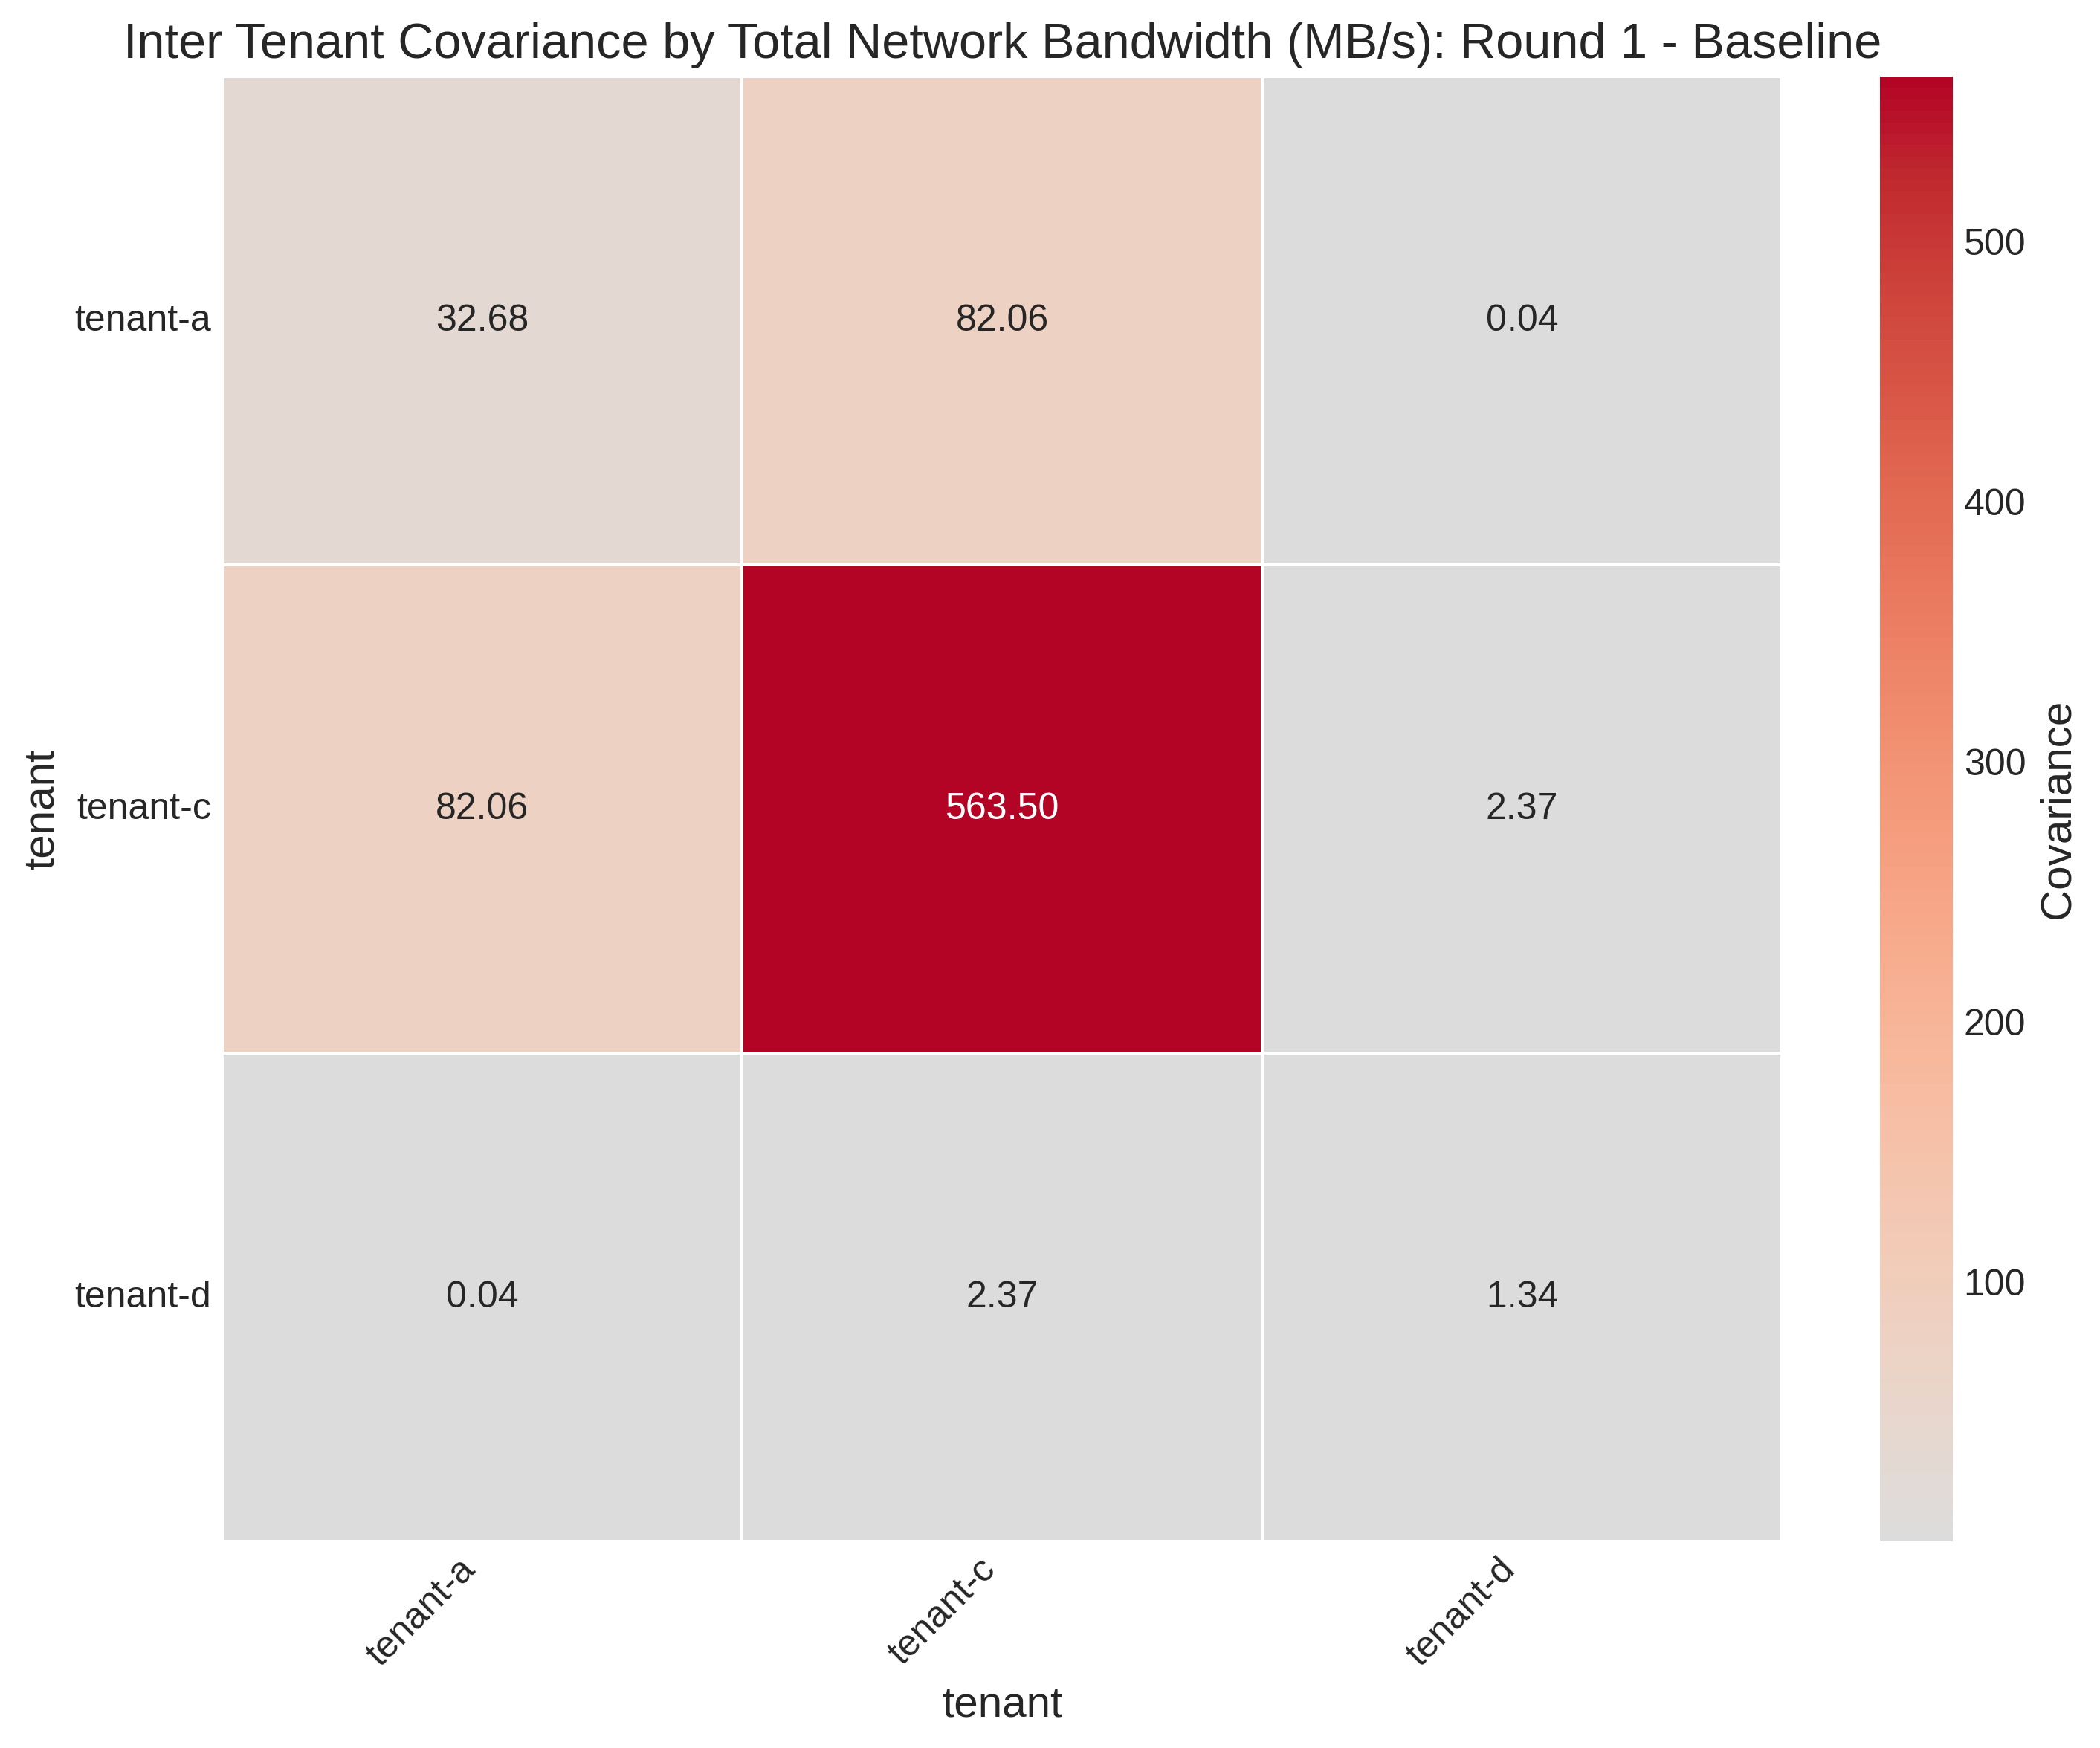 Inter Tenant Covariance by Total Network Bandwidth (MB/s): Round 1 - Baseline
tenant
tenant-a
32.68
82.06
0.04
tenant-c
82.06
563.50
2.37
tenant-d
0.04
2.37
1.34
tenant-a
tenant-c
tenant-d
tenant
500
400
300
200
100
Covariance